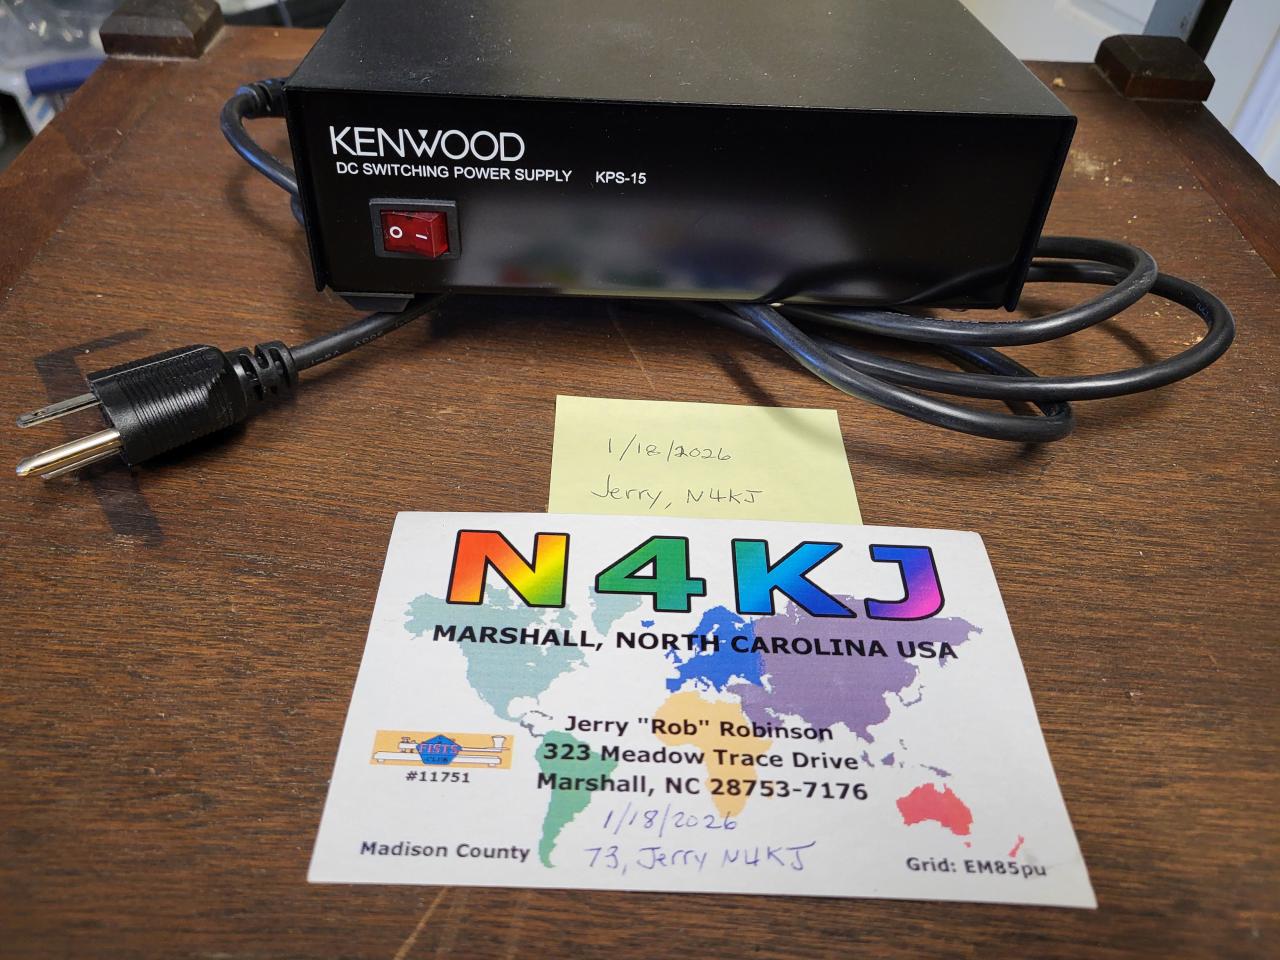 KENWOOD
DC SWITCHING POWER SUPPLY KPS-15
O I
1/18/2026
Jerry, N4KJ
N4KJ
MARSHALL, NORTH CAROLINA USA
Jerry "Rob" Robinson
323 Meadow Trace Drive
Marshall, NC 28753-7176
FISTS
CLUB
#11751
1/18/2026
73, Jerry N4KJ
Madison County
Grid: EM85pu